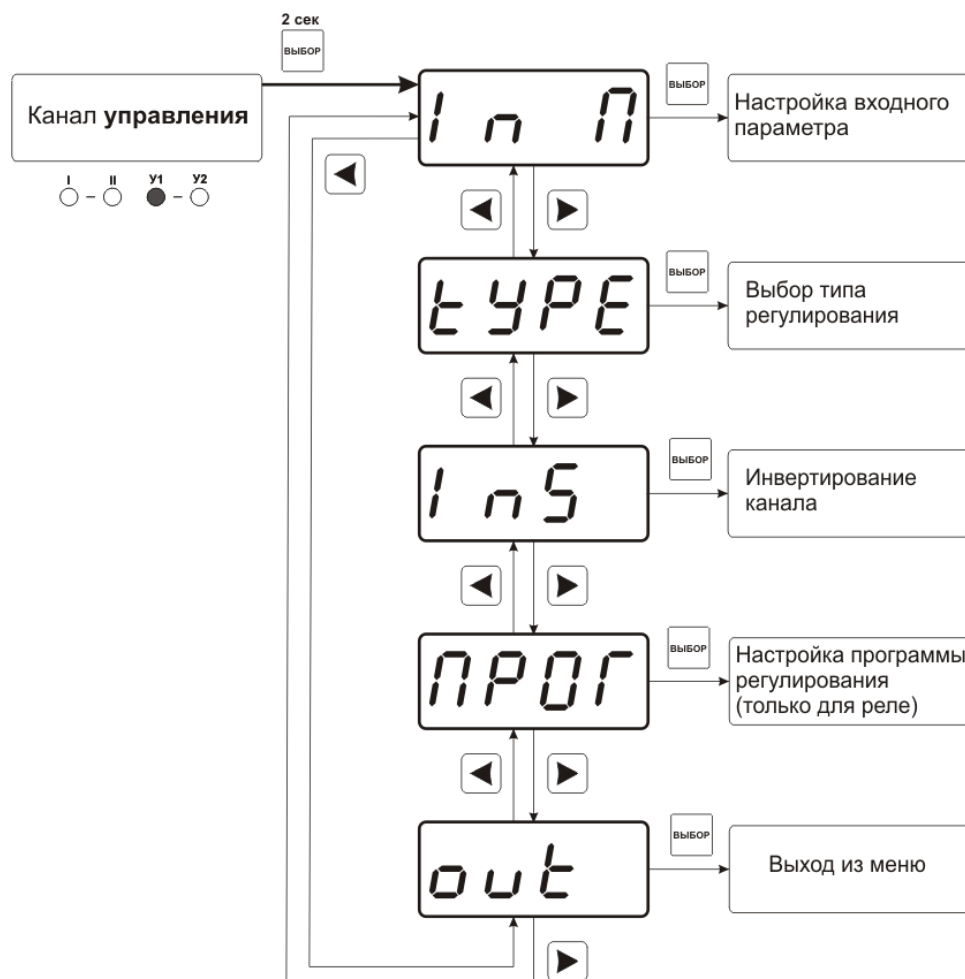 2 сек
ВЫБОР
Канал управления
I II У1 У2
In П
ВЫБОР
Настройка входного
параметра
tYPE
ВЫБОР
Выбор типа
регулирования
InS
ВЫБОР
Инвертирование
канала
ПРОГ
ВЫБОР
Настройка программы
регулирования
(только для реле)
out
ВЫБОР
Выход из меню